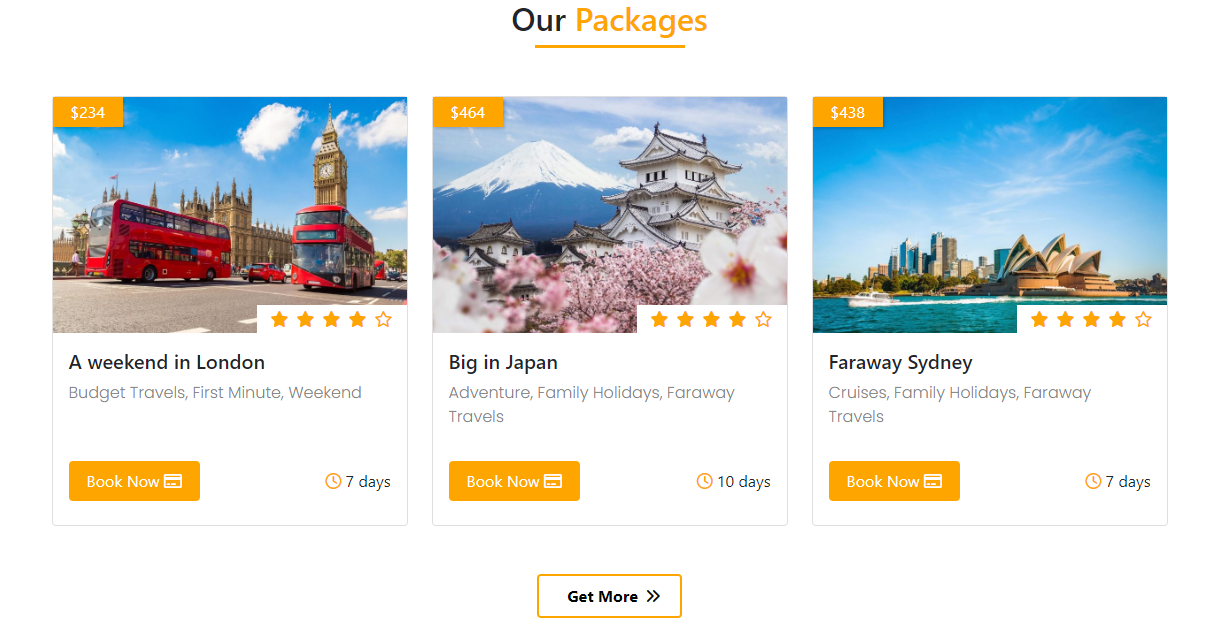 Our Packages
$234
$464
$438
A weekend in London
Budget Travels, First Minute, Weekend
Book Now
7 days
Big in Japan
Adventure, Family Holidays, Faraway
Travels
Book Now
10 days
Faraway Sydney
Cruises, Family Holidays, Faraway
Travels
Book Now
7 days
Get More